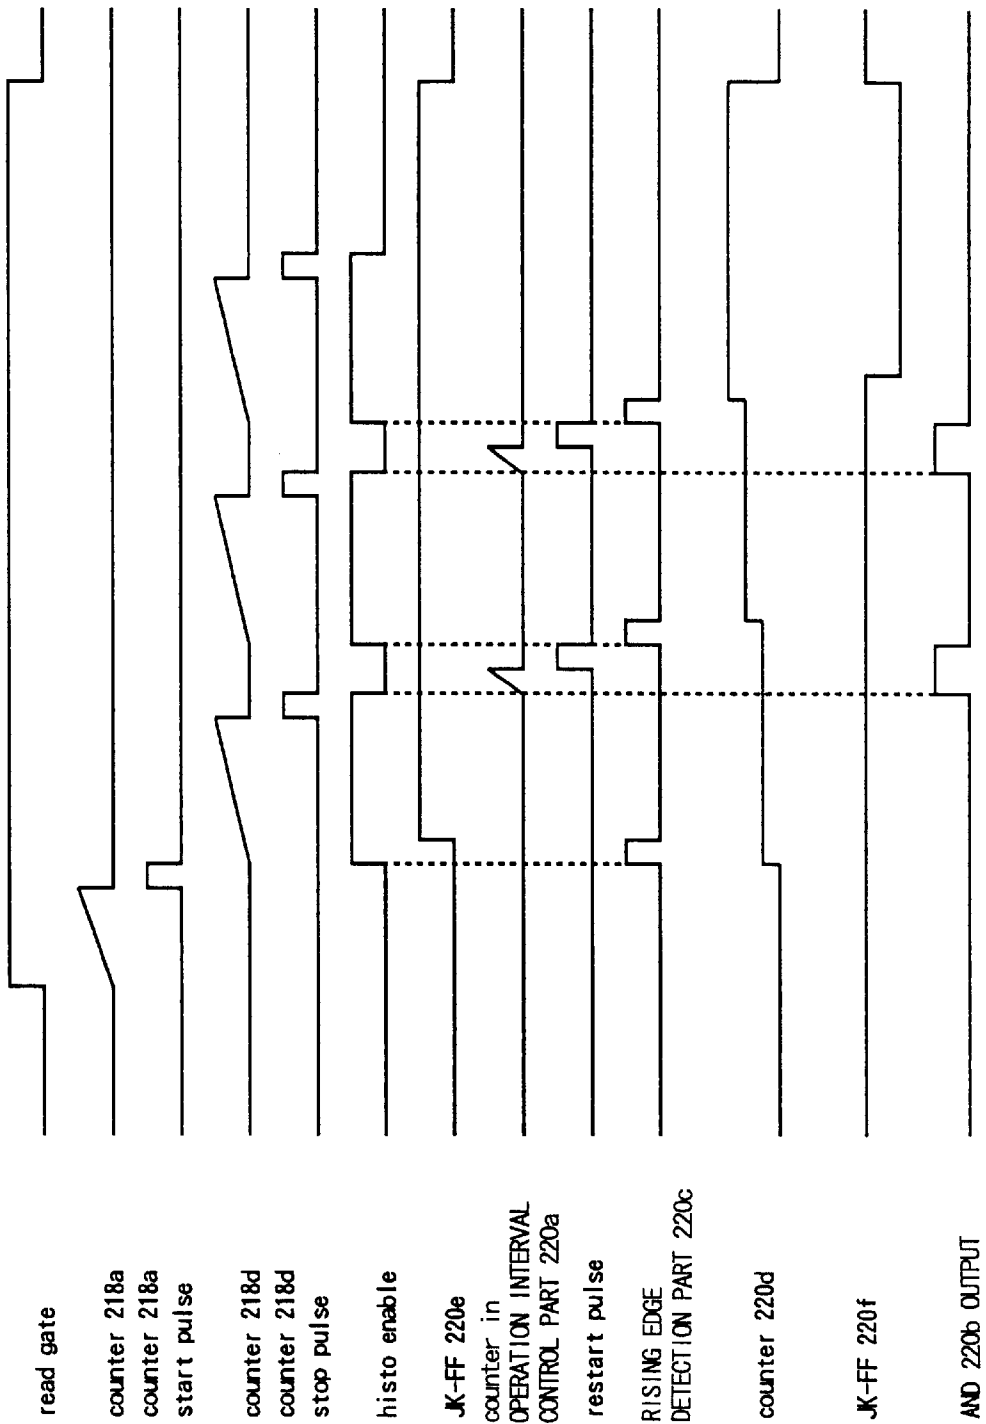 read gate
counter 218a
counter 218a
start pulse
counter 218d
counter 218d
stop pulse
histo enable
JK-FF 220e
counter in
OPERATION INTERVAL
CONTROL PART 220a
restart pulse
RISING EDGE
DETECTION PART 220c
counter 220d
JK-FF 220f
AND 220b OUTPUT